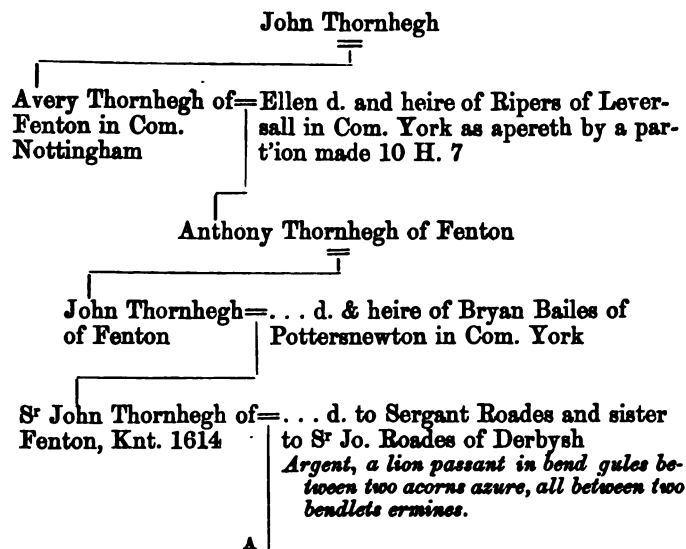 John Thornhegh
Avery Thornhegh of=Ellen d. and heire of Ripers of Lever-
Fenton in Com. sall in Com. York as apereth by a par-
Nottingham t'ion made 10 H. 7
Anthony Thornhegh of Fenton
John Thornhegh=. . . d. & heire of Bryan Bailes of
of Fenton Pottersnewton in Com. York
Sr John Thornhegh of=. . . d. to Sergant Roades and sister
Fenton, Knt. 1614 to Sr Jo. Roades of Derbysh
Argent, a lion passant in bend gules be-
tween two acorns azure, all between two
bendlets ermines.
A